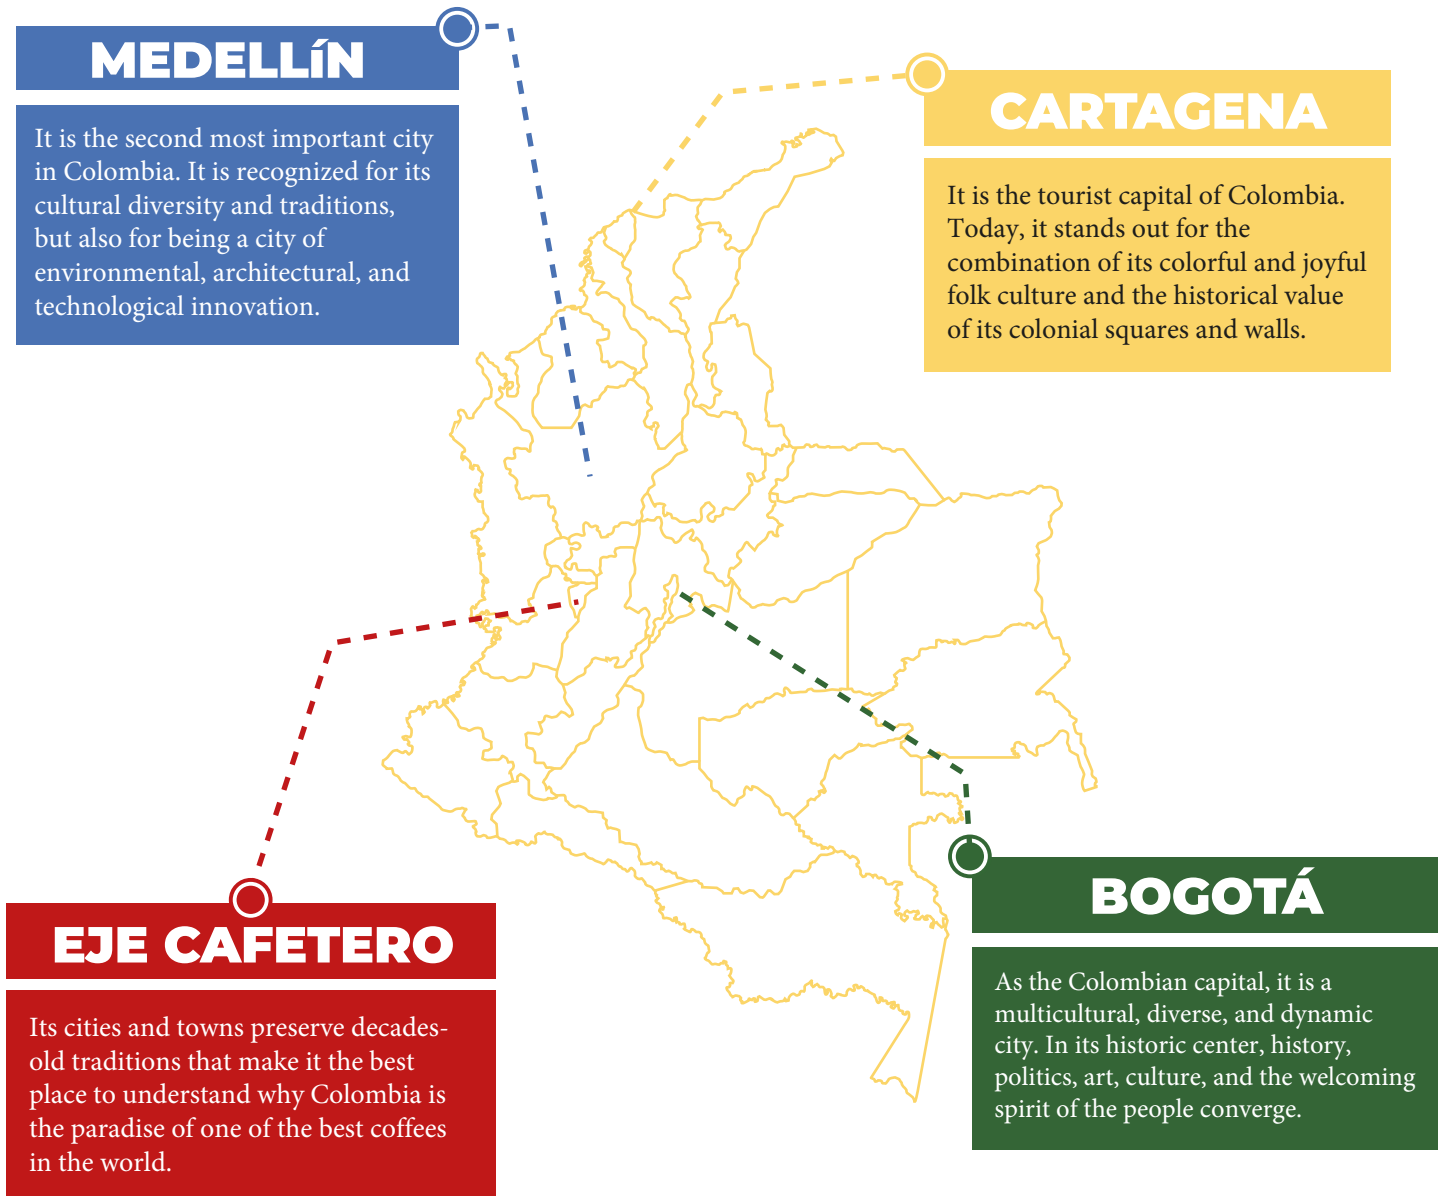 MEDELLíN
It is the second most important city
in Colombia. It is recognized for its
cultural diversity and traditions,
but also for being a city of
environmental, architectural, and
technological innovation.
CARTAGENA
It is the tourist capital of Colombia.
Today, it stands out for the
combination of its colorful and joyful
folk culture and the historical value
of its colonial squares and walls.
EJE CAFETERO
Its cities and towns preserve decades-
old traditions that make it the best
place to understand why Colombia is
the paradise of one of the best coffees
in the world.
BOGOTÁ
As the Colombian capital, it is a
multicultural, diverse, and dynamic
city. In its historic center, history,
politics, art, culture, and the welcoming
spirit of the people converge.